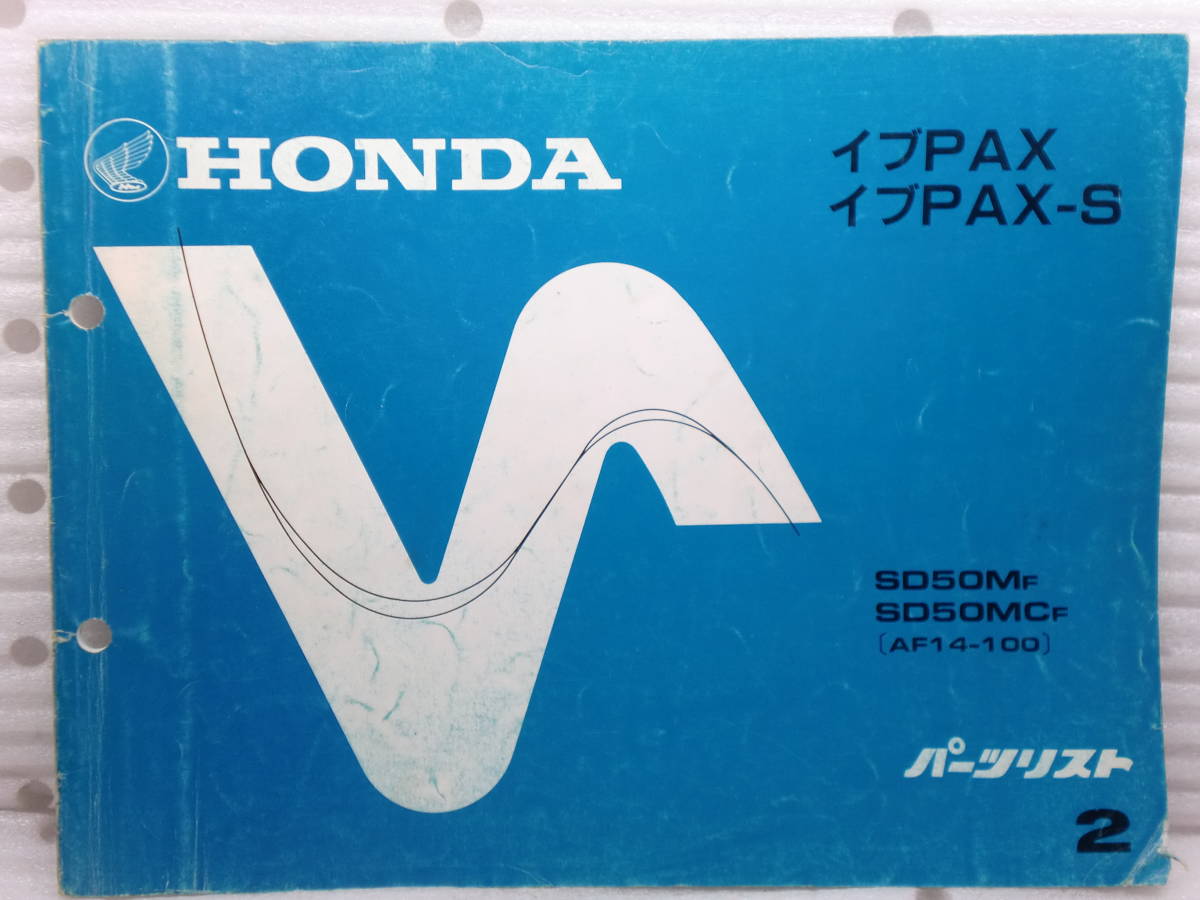 HONDA
イブPAX
イブPAX-S
SD50MF
SD50MCF
〔AF14-100〕
パーツリスト
2